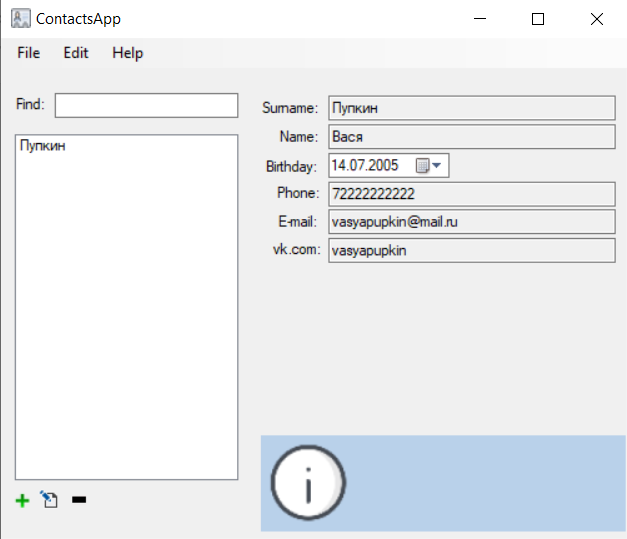 ContactsApp
File Edit Help
Find:
Пупкин
Surname: Пупкин
Name: Вася
Birthday: 14.07.2005
Phone: 72222222222
E-mail: vasyapupkin@mail.ru
vk.com: vasyapupkin